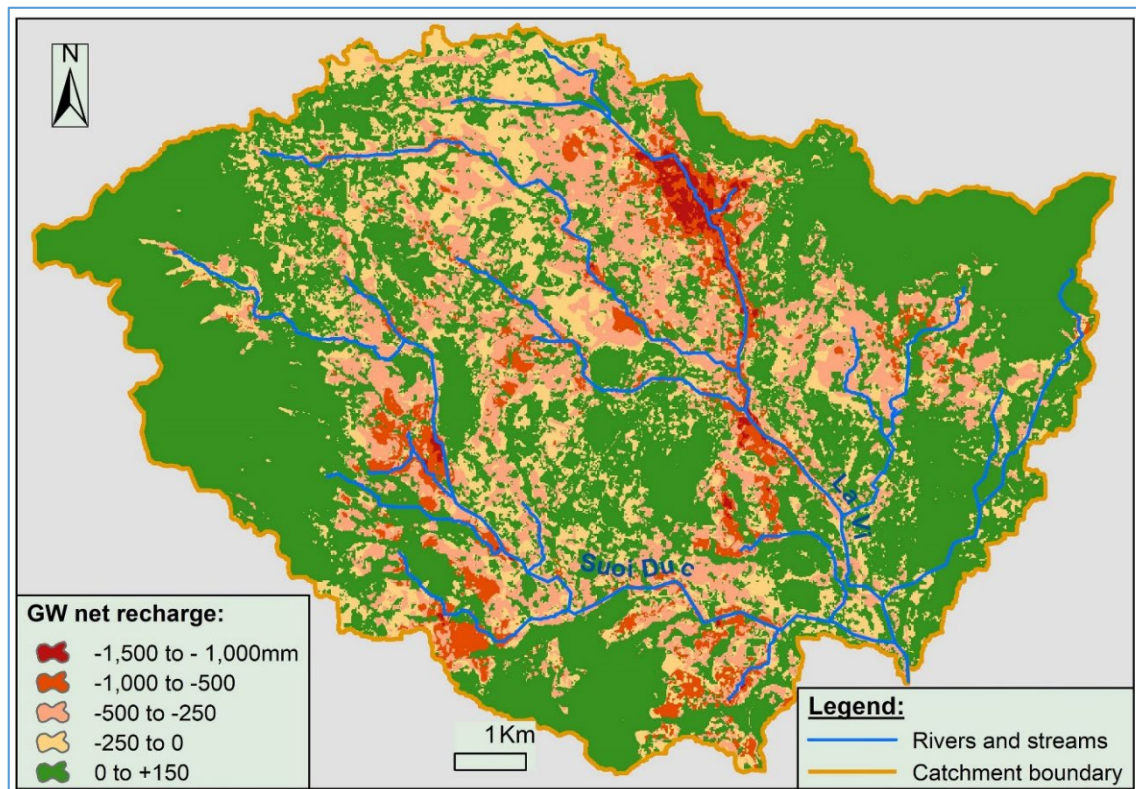 N
La Vi
Suoi Du c
GW net recharge:
-1,500 to - 1,000mm
-1,000 to -500
-500 to -250
-250 to 0
0 to +150
1Km
Legend:
Rivers and streams
Catchment boundary